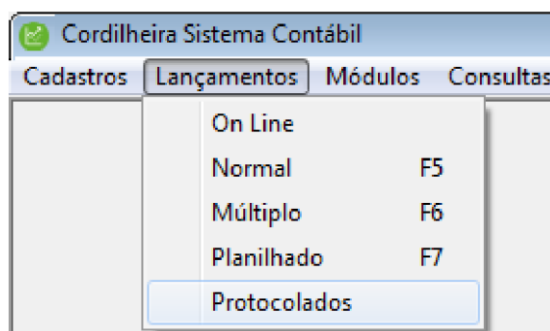 Cordilheira Sistema Contábil
Cadastros Lançamentos Módulos Consultas
On Line
Normal F5
Múltiplo F6
Planilhado F7
Protocolados